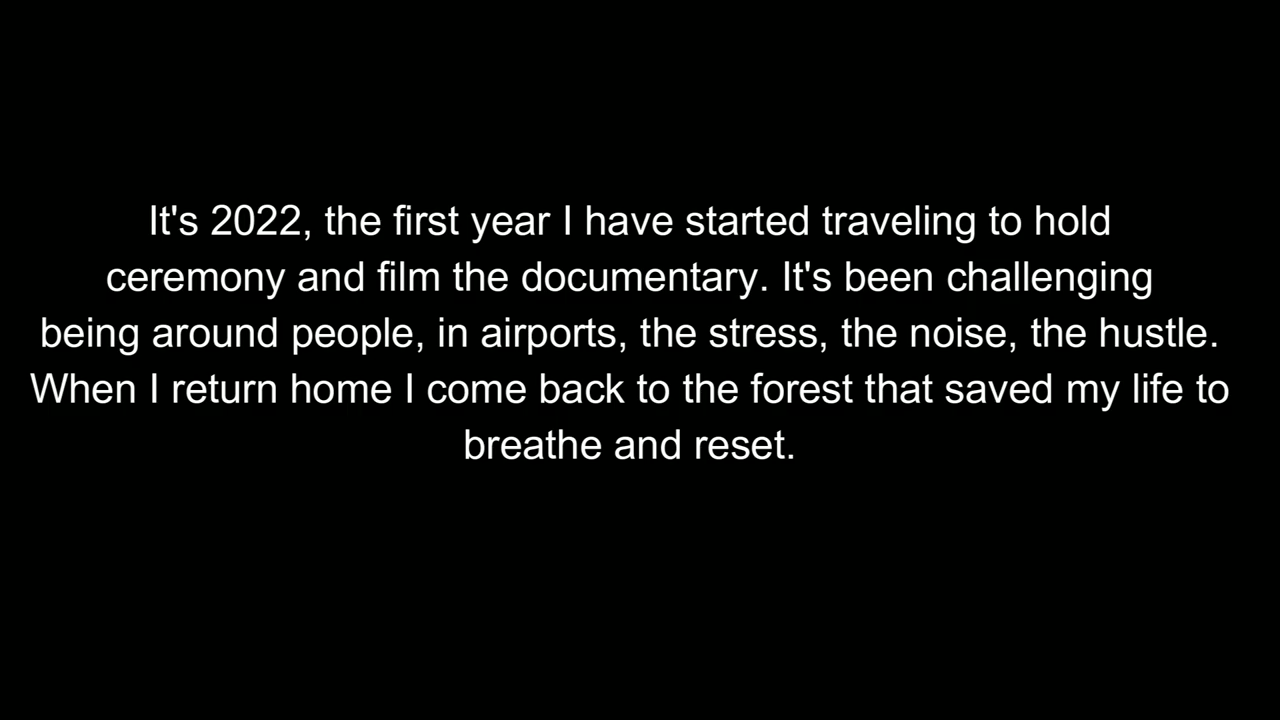 It's 2022, the first year I have started traveling to hold
ceremony and film the documentary. It's been challenging
being around people, in airports, the stress, the noise, the hustle.
When I return home I come back to the forest that saved my life to
breathe and reset.